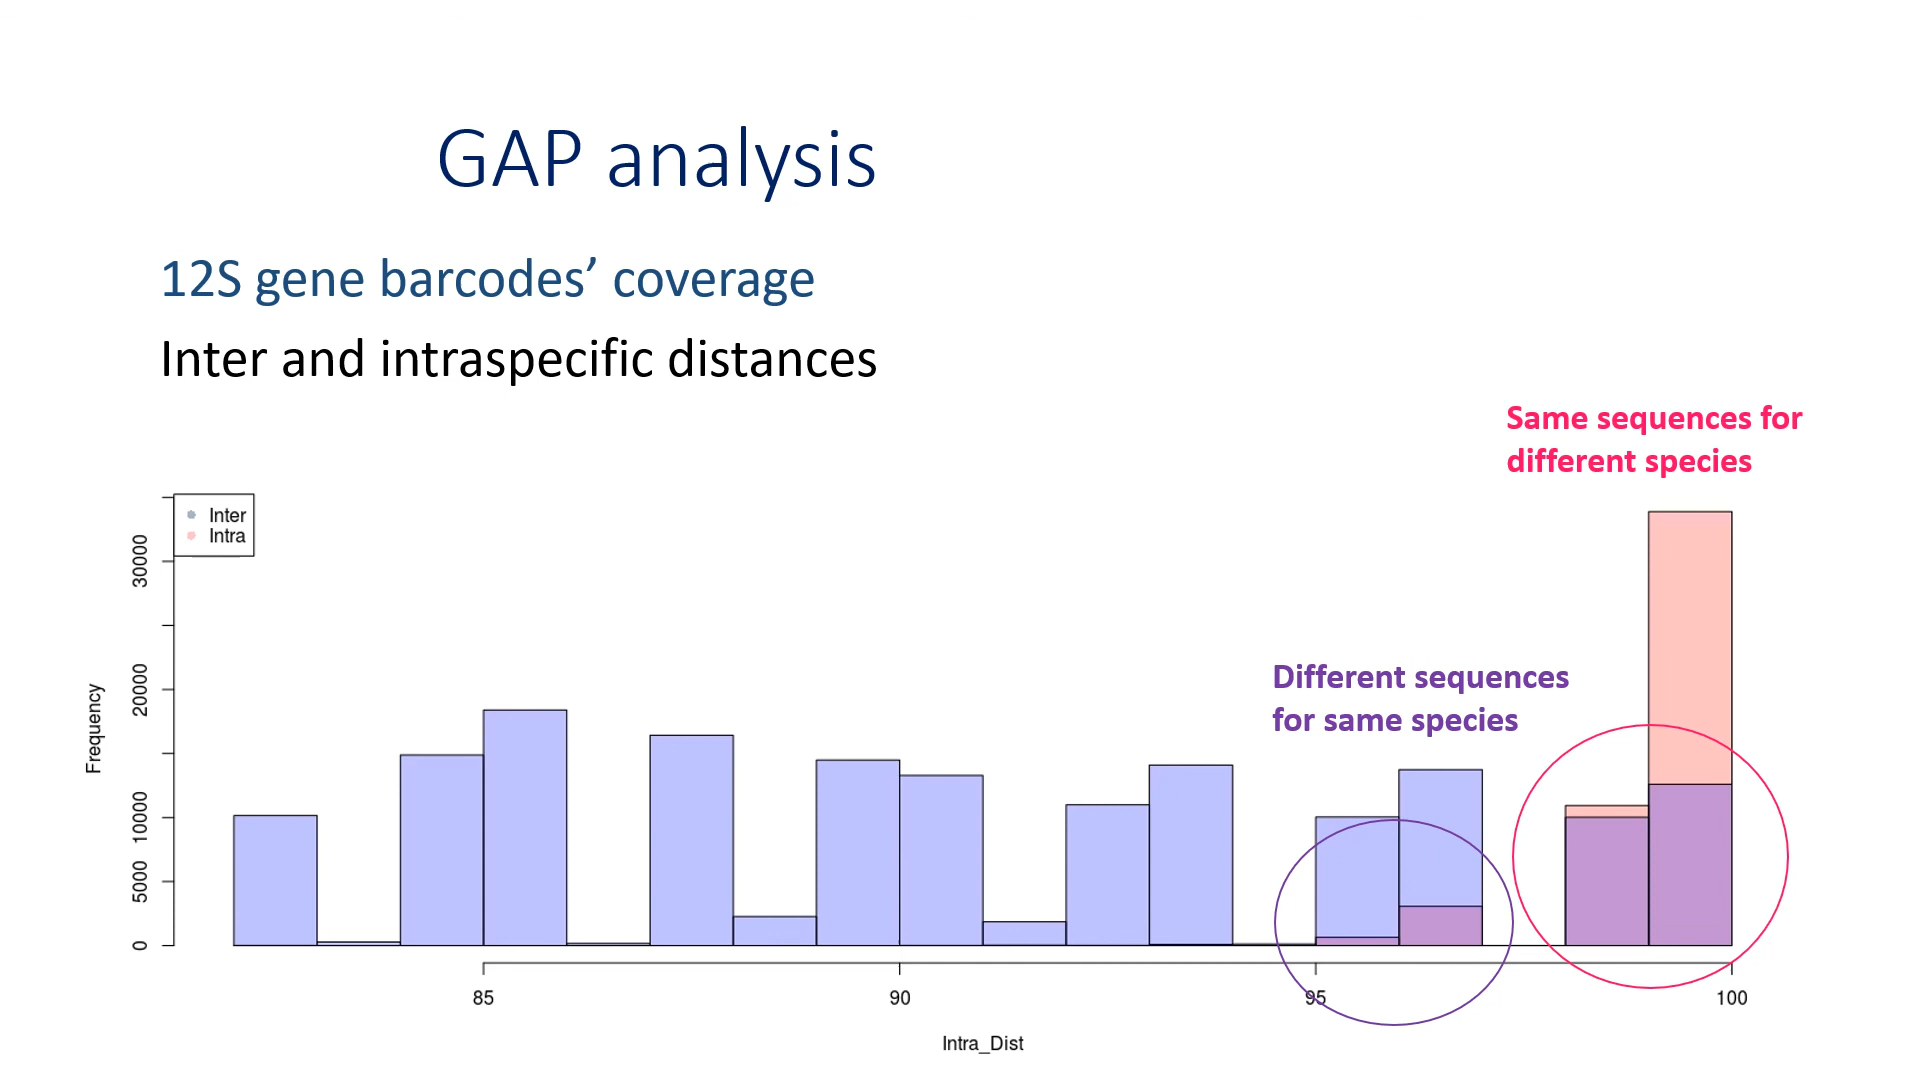 GAP analysis
12S gene barcodes’ coverage
Inter and intraspecific distances
Same sequences for
different species
Inter
Intra
Different sequences
for same species
Frequency
30000
20000
10000
5000
0
85
90
95
100
Intra_Dist